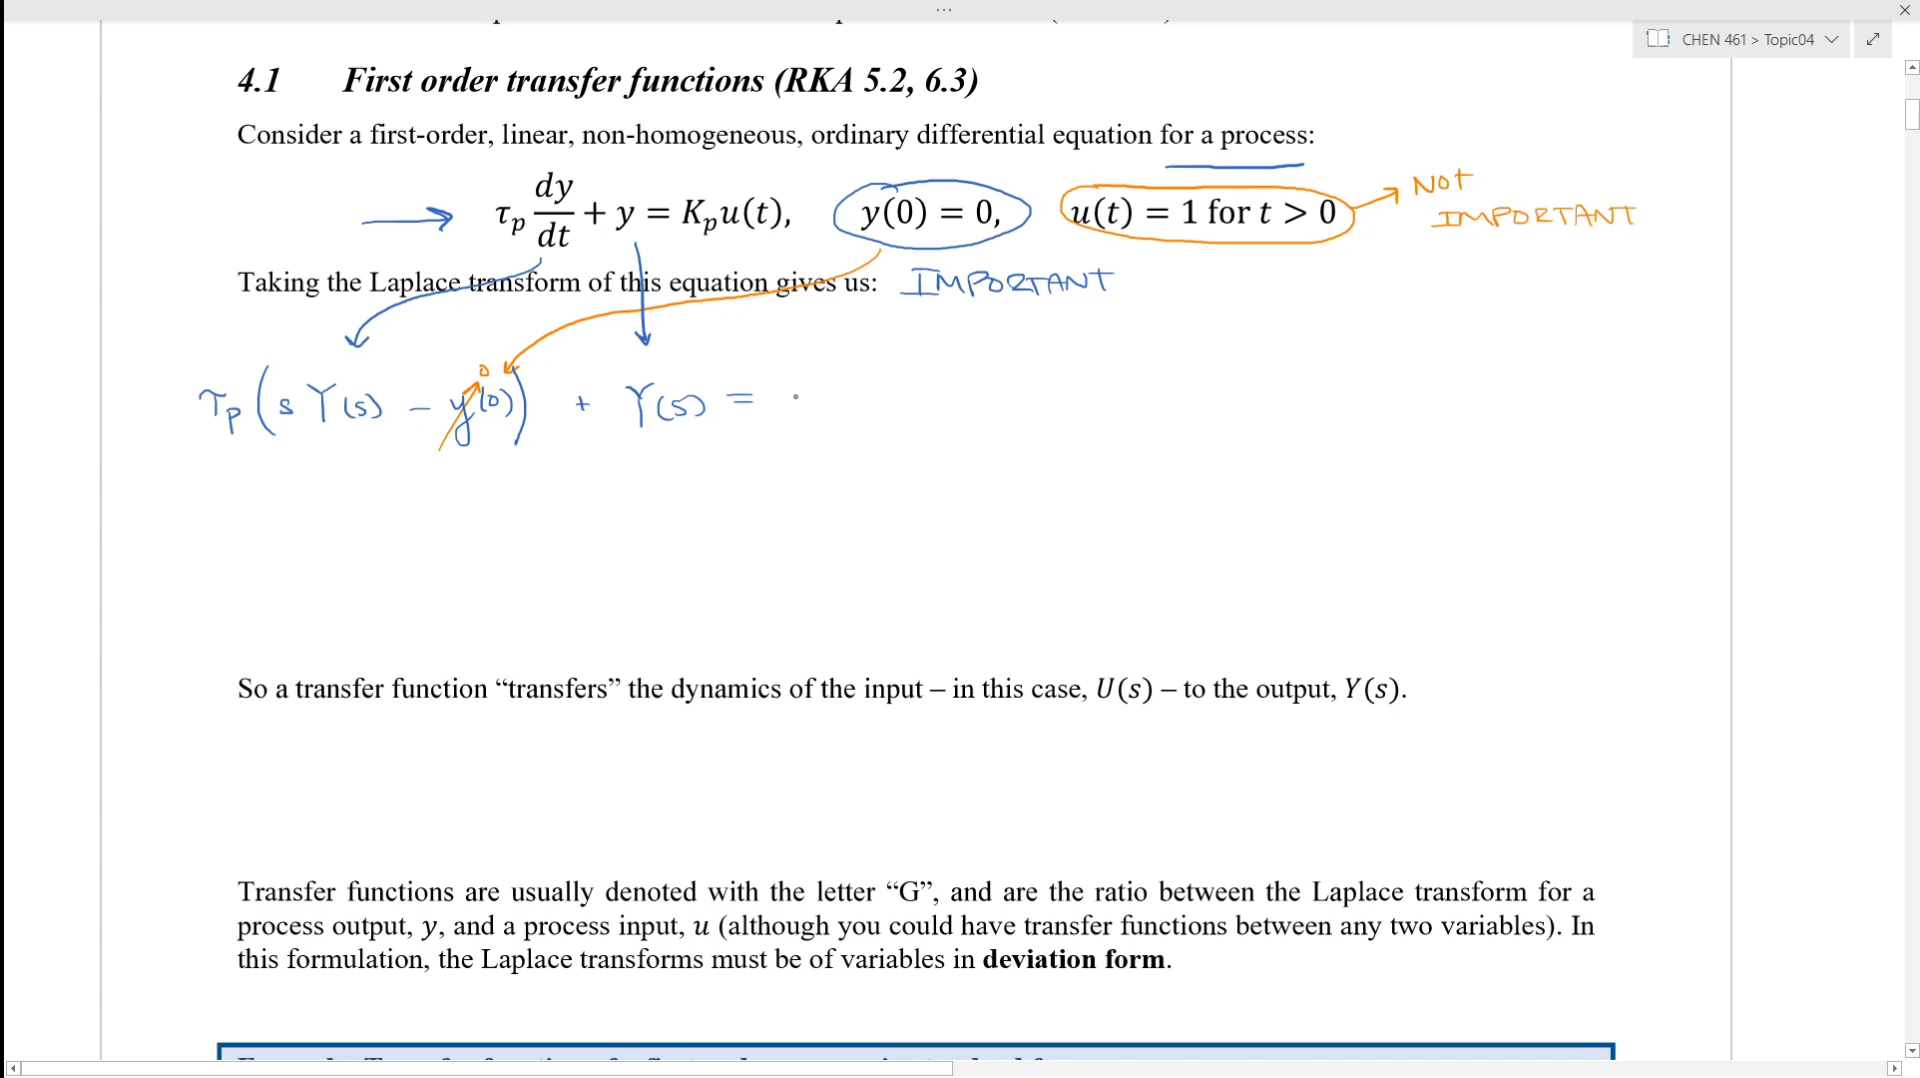 CHEN 461 > Topic04
4.1 First order transfer functions (RKA 5.2, 6.3)
Consider a first-order, linear, non-homogeneous, ordinary differential equation for a process:
τp dy/dt + y = Kpu(t), y(0) = 0, u(t) = 1 for t > 0
NOT
IMPORTANT
Taking the Laplace transform of this equation gives us: IMPORTANT
0
τp (s Y(s) − y(0)) + Y(s) =
So a transfer function “transfers” the dynamics of the input – in this case, U(s) – to the output, Y(s).
Transfer functions are usually denoted with the letter “G”, and are the ratio between the Laplace transform for a
process output, y, and a process input, u (although you could have transfer functions between any two variables). In
this formulation, the Laplace transforms must be of variables in deviation form.